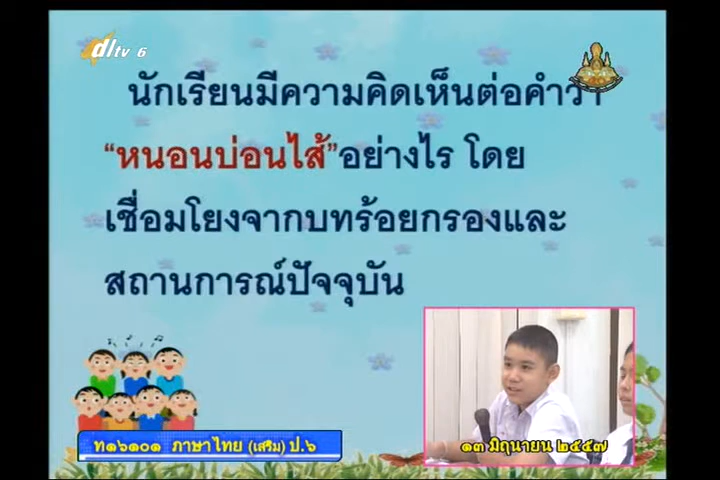 dltv 6
นักเรียนมีความคิดเห็นต่อคำว่า
“หนอนบ่อนไส้”อย่างไร โดย
เชื่อมโยงจากบทร้อยกรองและ
สถานการณ์ปัจจุบัน
ท๑๖๑๐๑ ภาษาไทย (เสริม) ป.๖
๑๓ มิถุนายน ๒๕๕๗